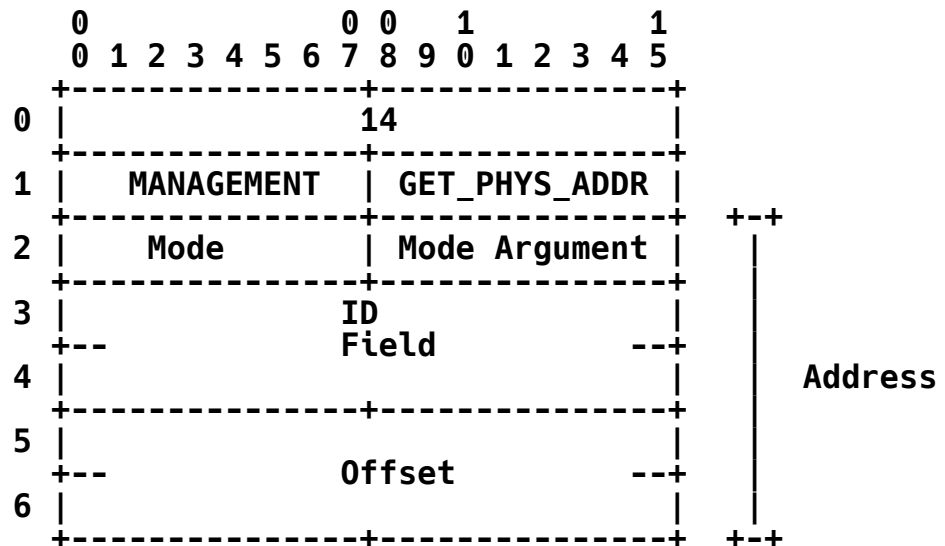 0             0 0   1         1
    0 1 2 3 4 5 6 7 8 9 0 1 2 3 4 5
   +---------------+---------------+
0  |               14              |
   +---------------+---------------+
1  |   MANAGEMENT  | GET_PHYS_ADDR |
   +---------------+---------------+  +-+
2  |    Mode       | Mode Argument |   |
   +---------------+---------------+   |
3  |              ID               |   |
   +--            Field          --+   |
4  |                               |   |  Address
   +---------------+---------------+   |
5  |                               |   |
   +--            Offset         --+   |
6  |                               |   |
   +---------------+---------------+  +-+